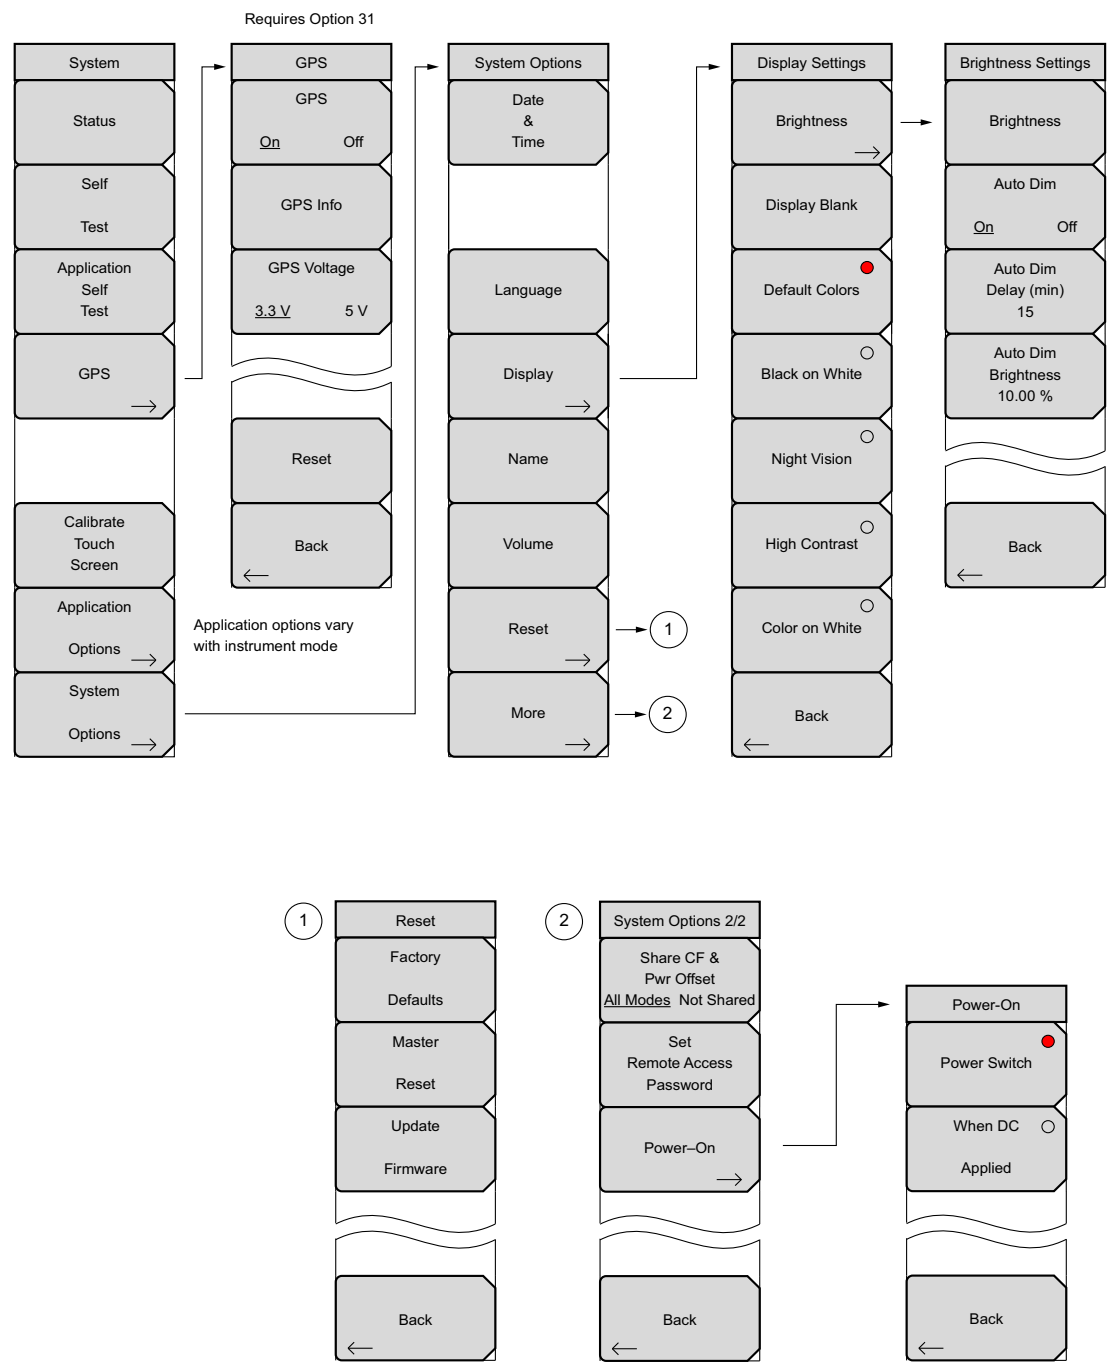 Requires Option 31
System
Status
Self
Test
Application
Self
Test
GPS
Calibrate
Touch
Screen
Application
Options
System
Options
GPS
GPS
On Off
GPS Info
GPS Voltage
3.3 V 5 V
Reset
Back
Application options vary
with instrument mode
System Options
Date
&
Time
Language
Display
Name
Volume
Reset
More
1
2
Display Settings
Brightness
Display Blank
Default Colors
Black on White
Night Vision
High Contrast
Color on White
Back
Brightness Settings
Brightness
Auto Dim
On Off
Auto Dim
Delay (min)
15
Auto Dim
Brightness
10.00 %
Back
1
Reset
Factory
Defaults
Master
Reset
Update
Firmware
Back
2
System Options 2/2
Share CF &
Pwr Offset
All Modes Not Shared
Set
Remote Access
Password
Power–On
Back
Power-On
Power Switch
When DC
Applied
Back